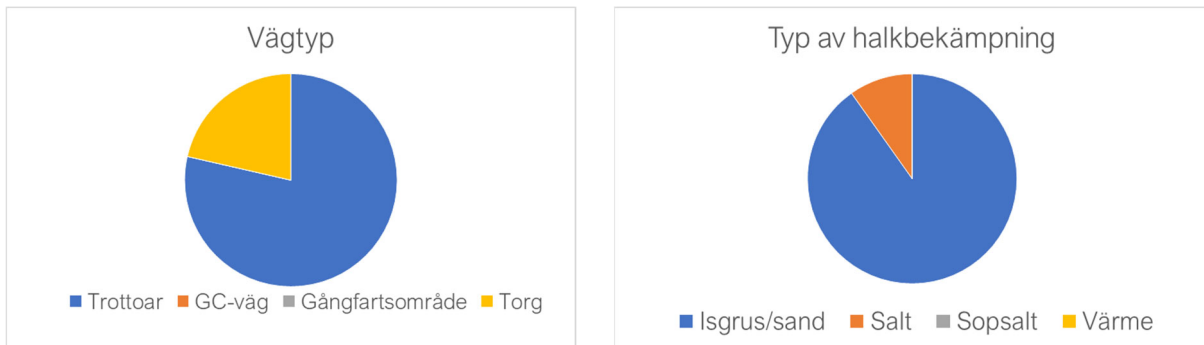 Vägtyp
Trottoar GC-väg Gångfartsområde Torg
Typ av halkbekämpning
Isgrus/sand Salt Sopsalt Värme